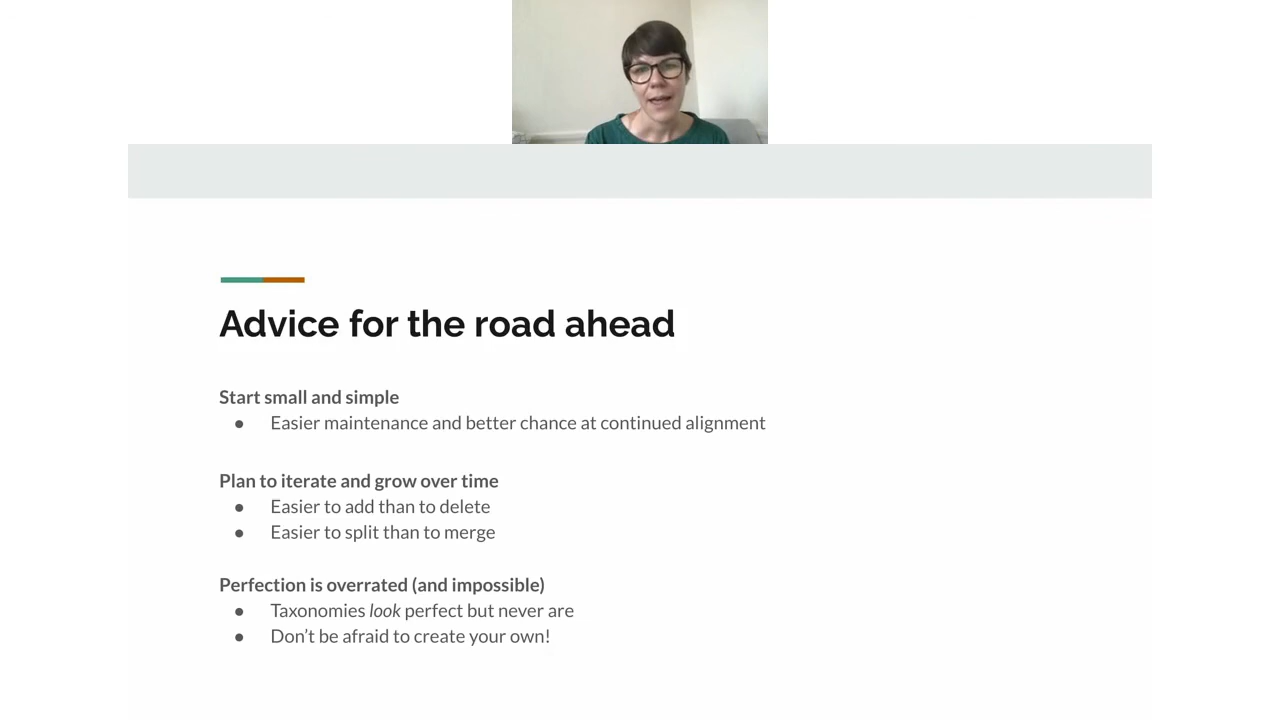 Advice for the road ahead
Start small and simple
● Easier maintenance and better chance at continued alignment
Plan to iterate and grow over time
● Easier to add than to delete
● Easier to split than to merge
Perfection is overrated (and impossible)
● Taxonomies look perfect but never are
● Don’t be afraid to create your own!